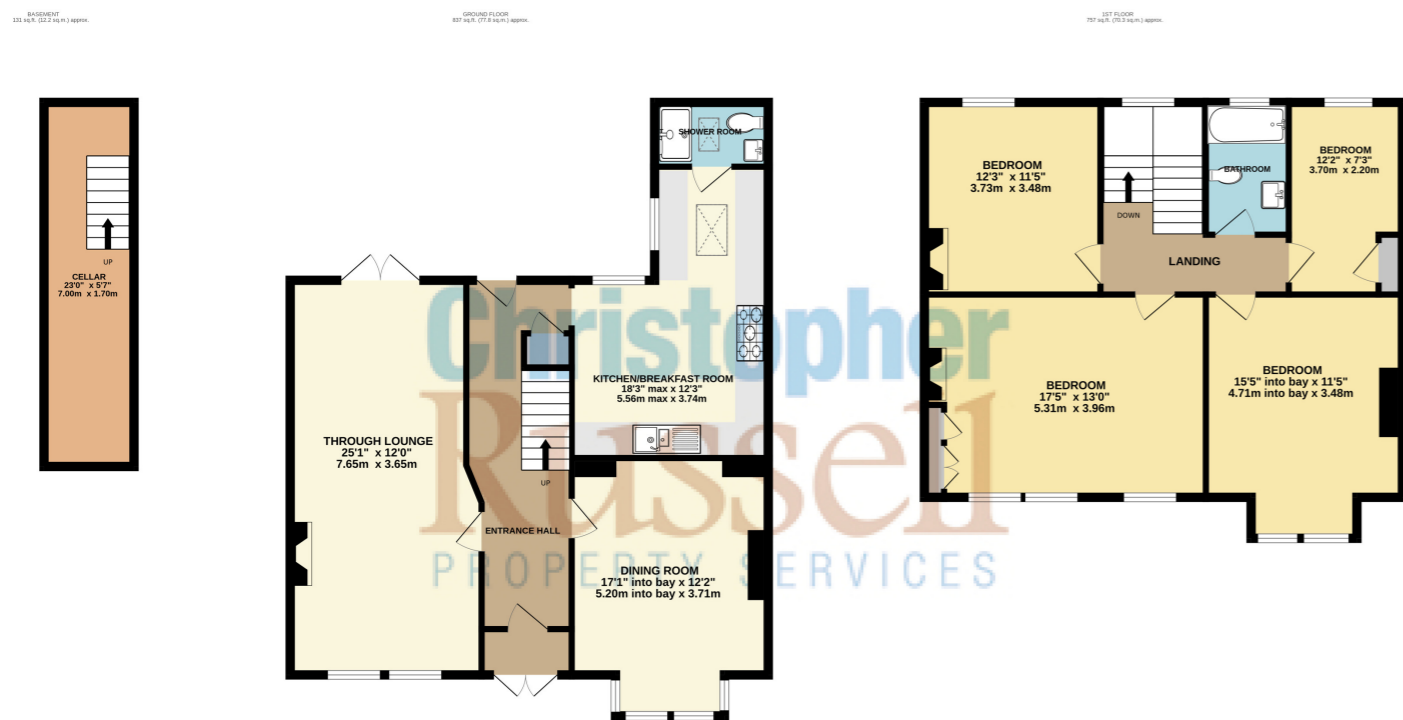 BASEMENT
131 sq.ft. (12.2 sq.m.) approx.
GROUND FLOOR
837 sq.ft. (77.8 sq.m.) approx.
1ST FLOOR
757 sq.ft. (70.3 sq.m.) approx.
UP
CELLAR
23'0" x 5'7"
7.00m x 1.70m
SHOWER ROOM
KITCHEN/BREAKFAST ROOM
18'3" max x 12'3"
5.56m max x 3.74m
THROUGH LOUNGE
25'1" x 12'0"
7.65m x 3.65m
UP
ENTRANCE HALL
DINING ROOM
17'1" into bay x 12'2"
5.20m into bay x 3.71m
BEDROOM
12'3" x 11'5"
3.73m x 3.48m
DOWN
BATHROOM
BEDROOM
12'2" x 7'3"
3.70m x 2.20m
LANDING
BEDROOM
17'5" x 13'0"
5.31m x 3.96m
BEDROOM
15'5" into bay x 11'5"
4.71m into bay x 3.48m
Christopher
Russell
PROPERTY SERVICES